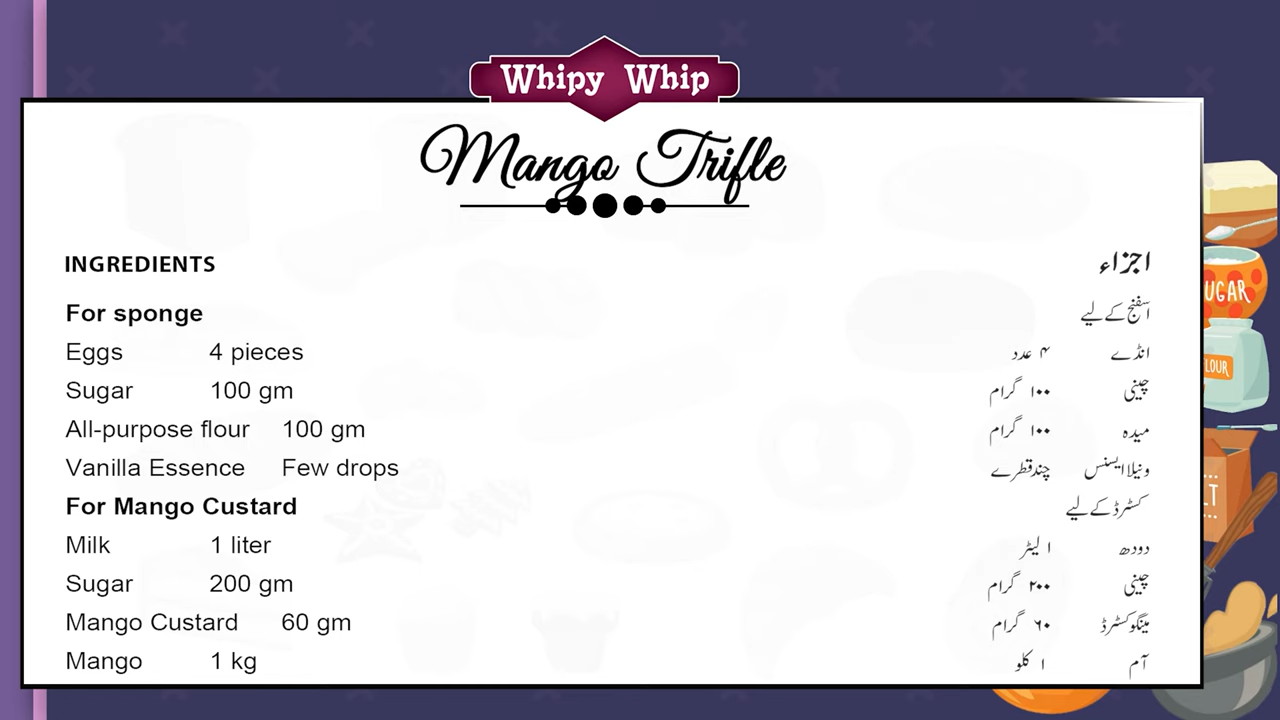 Whipy Whip
Mango Trifle
INGREDIENTS اجزاء
For sponge اسفنج کے لیے
Eggs 4 pieces انڈے ۴ عدد
Sugar 100 gm چینی ۱۰۰ گرام
All-purpose flour 100 gm میدہ ۱۰۰ گرام
Vanilla Essence Few drops ونیلا ایسنس چند قطرے
For Mango Custard کسٹرڈ کے لیے
Milk 1 liter دودھ ۱ لیٹر
Sugar 200 gm چینی ۲۰۰ گرام
Mango Custard 60 gm مینگو کسٹرڈ ۶۰ گرام
Mango 1 kg آم ۱ کلو
UGAR
LOUR
LT